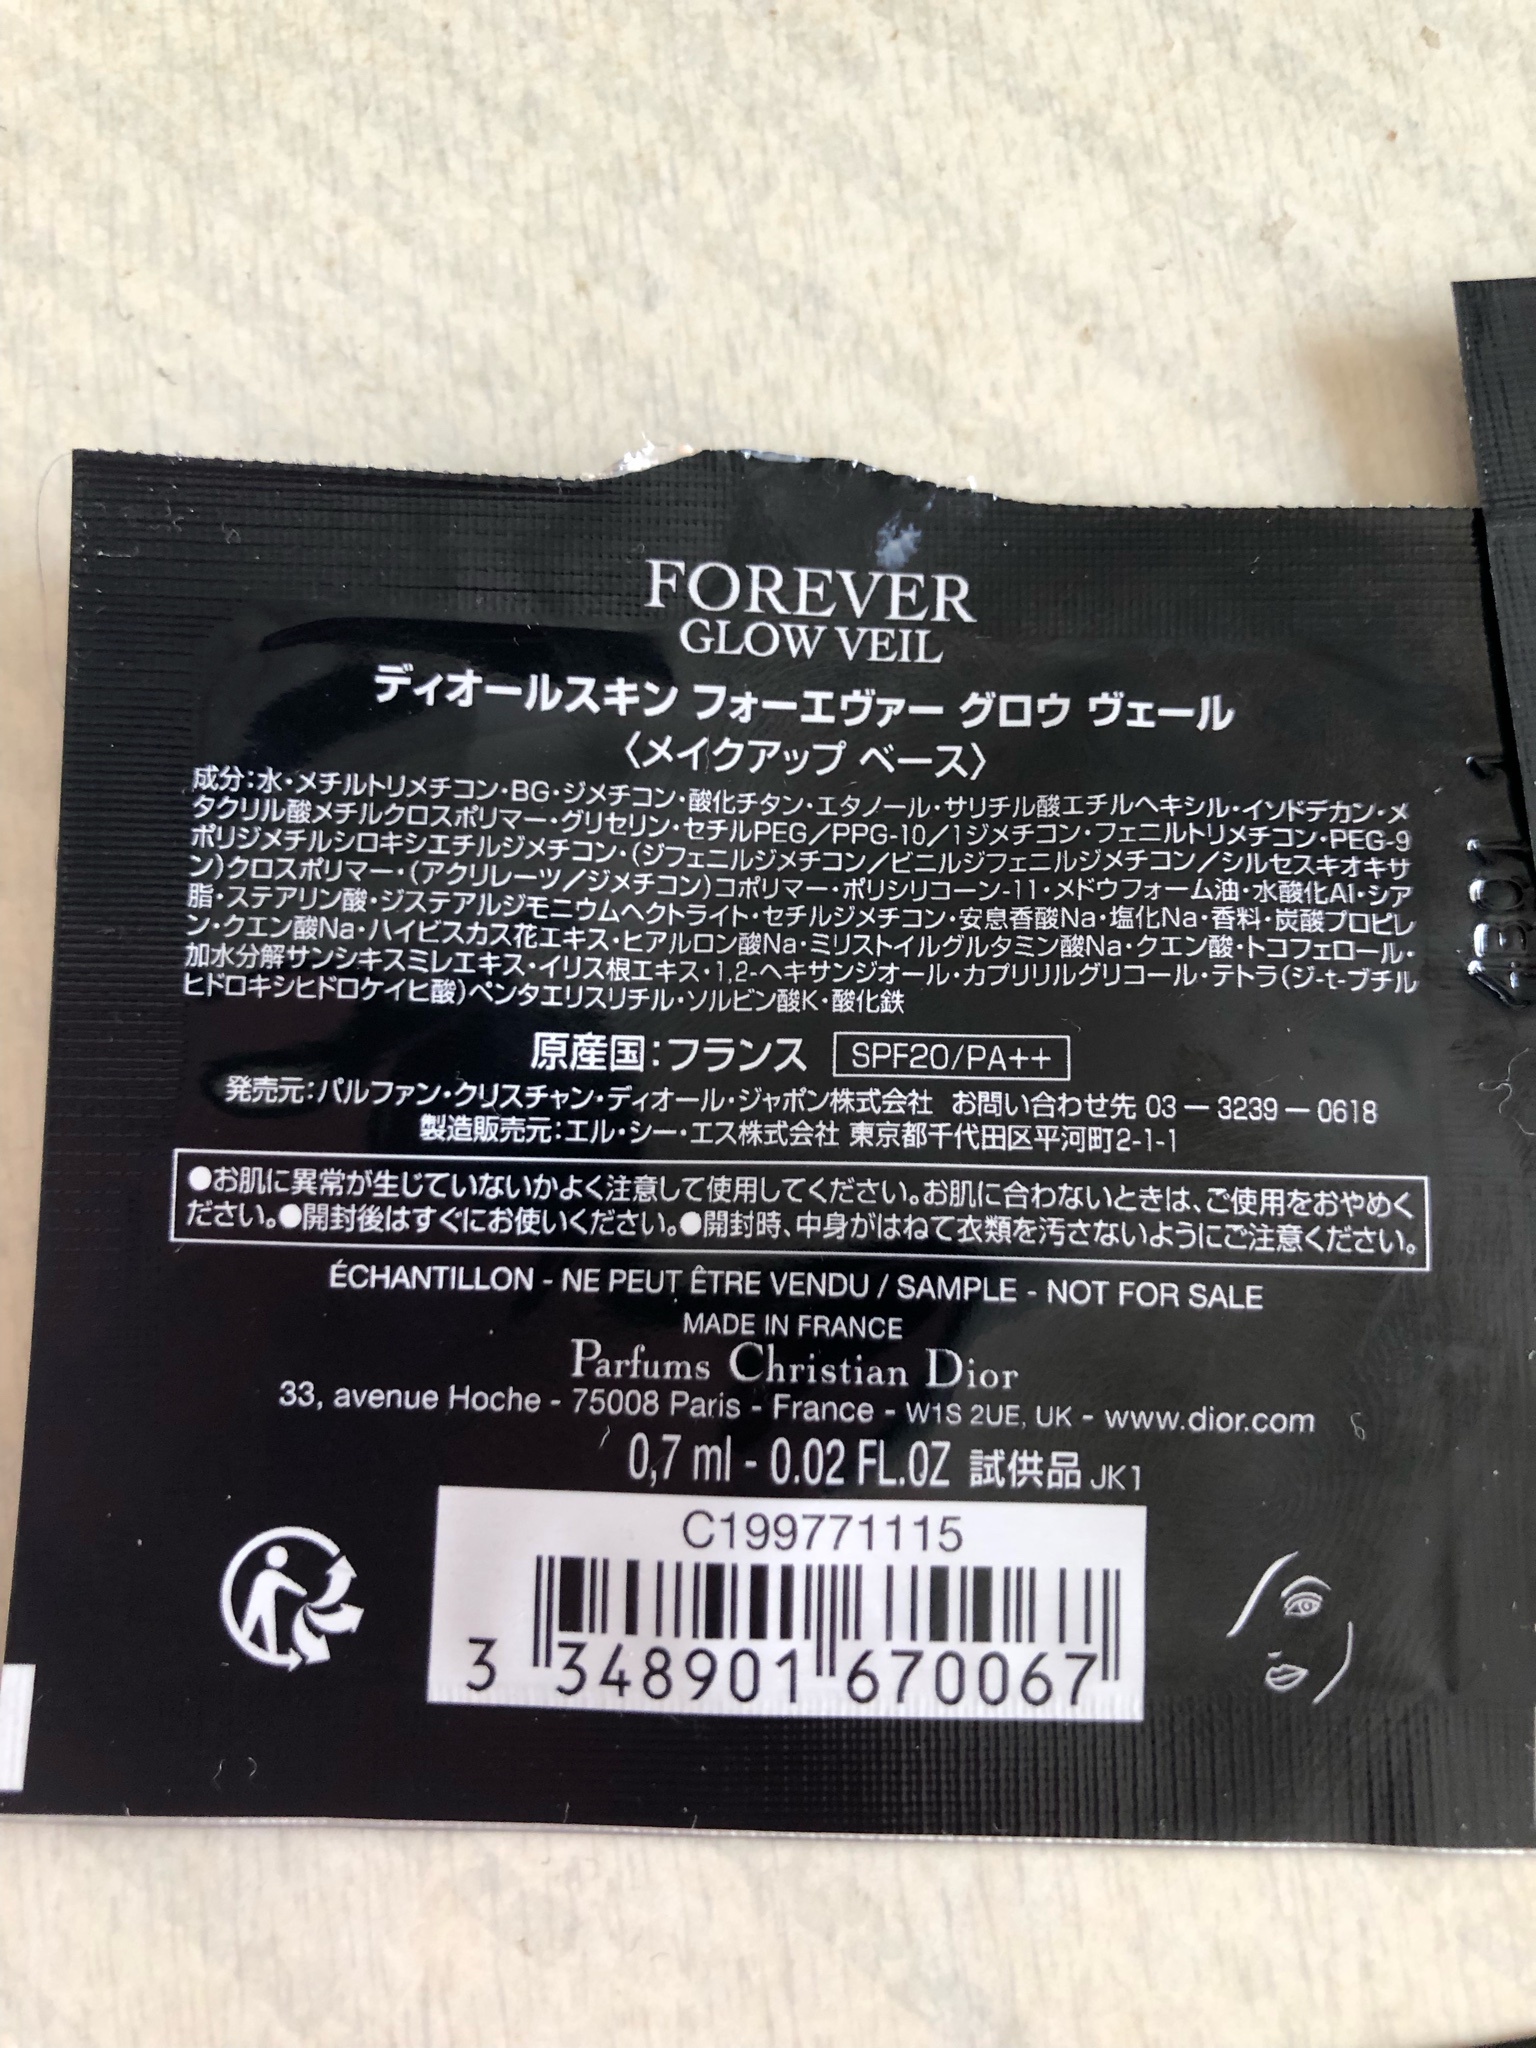 FOREVER
GLOW VEIL
ディオールスキン フォーエヴァー グロウ ヴェール
〈メイクアップ ベース〉
成分：水・メチルトリメチコン・BG・ジメチコン・酸化チタン・エタノール・サリチル酸エチルヘキシル・イソドデカン・メ
タクリル酸メチルクロスポリマー・グリセリン・セチルPEG／PPG-10／1ジメチコン・フェニルトリメチコン・PEG-9
ポリジメチルシロキシエチルジメチコン・(ジフェニルジメチコン／ビニルジフェニルジメチコン／シルセスキオキサ
ン)クロスポリマー・(アクリレーツ／ジメチコン)コポリマー・ポリシリコーン-11・メドウフォーム油・水酸化Al・シア
脂・ステアリン酸・ジステアルジモニウムヘクトライト・セチルジメチコン・安息香酸Na・塩化Na・香料・炭酸プロピレ
ン・クエン酸Na・ハイビスカス花エキス・ヒアルロン酸Na・ミリストイルグルタミン酸Na・クエン酸・トコフェロール・
加水分解サンシキスミレエキス・イリス根エキス・1,2-ヘキサンジオール・カプリリルグリコール・テトラ(ジ-t-ブチル
ヒドロキシヒドロケイヒ酸)ペンタエリスリチル・ソルビン酸K・酸化鉄
原産国：フランス SPF20/PA++
発売元：パルファン・クリスチャン・ディオール・ジャポン株式会社 お問い合わせ先 03－3239－0618
製造販売元：エル・シー・エス株式会社 東京都千代田区平河町2-1-1
●お肌に異常が生じていないかよく注意して使用してください。お肌に合わないときは、ご使用をおやめく
ださい。●開封後はすぐにお使いください。●開封時、中身がはねて衣類を汚さないようにご注意ください。
ÉCHANTILLON - NE PEUT ÊTRE VENDU / SAMPLE - NOT FOR SALE
MADE IN FRANCE
Parfums Christian Dior
33, avenue Hoche - 75008 Paris - France - W1S 2UE, UK - www.dior.com
0,7 ml - 0.02 FL.OZ 試供品 JK1
C199771115
3 348901 670067